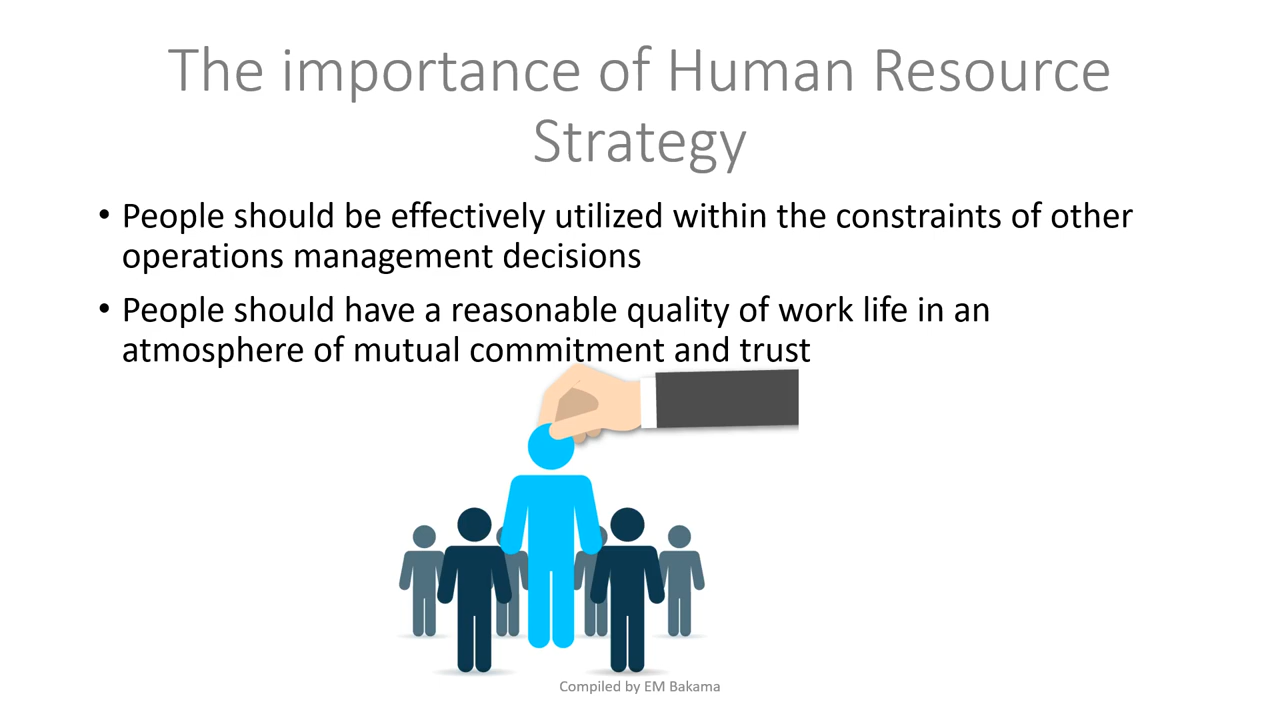 The importance of Human Resource
Strategy
• People should be effectively utilized within the constraints of other
operations management decisions
• People should have a reasonable quality of work life in an
atmosphere of mutual commitment and trust
Compiled by EM Bakama